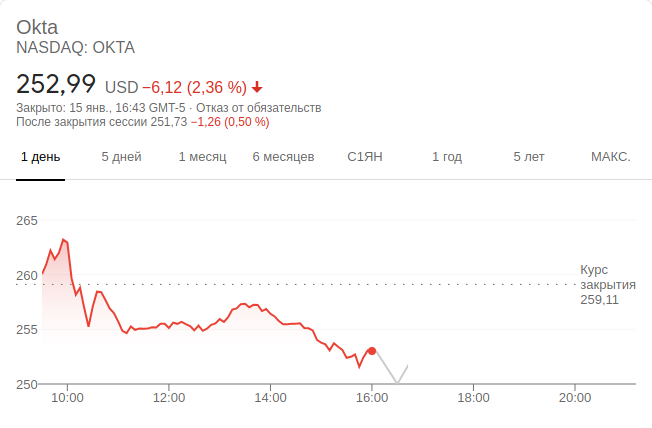 Okta
NASDAQ: OKTA
252,99 USD −6,12 (2,36 %)
Закрыто: 15 янв., 16:43 GMT-5 · Отказ от обязательств
После закрытия сессии 251,73 −1,26 (0,50 %)
1 день 5 дней 1 месяц 6 месяцев С1ЯН 1 год 5 лет МАКС.
265
260
255
250
Курс
закрытия
259,11
10:00 12:00 14:00 16:00 18:00 20:00